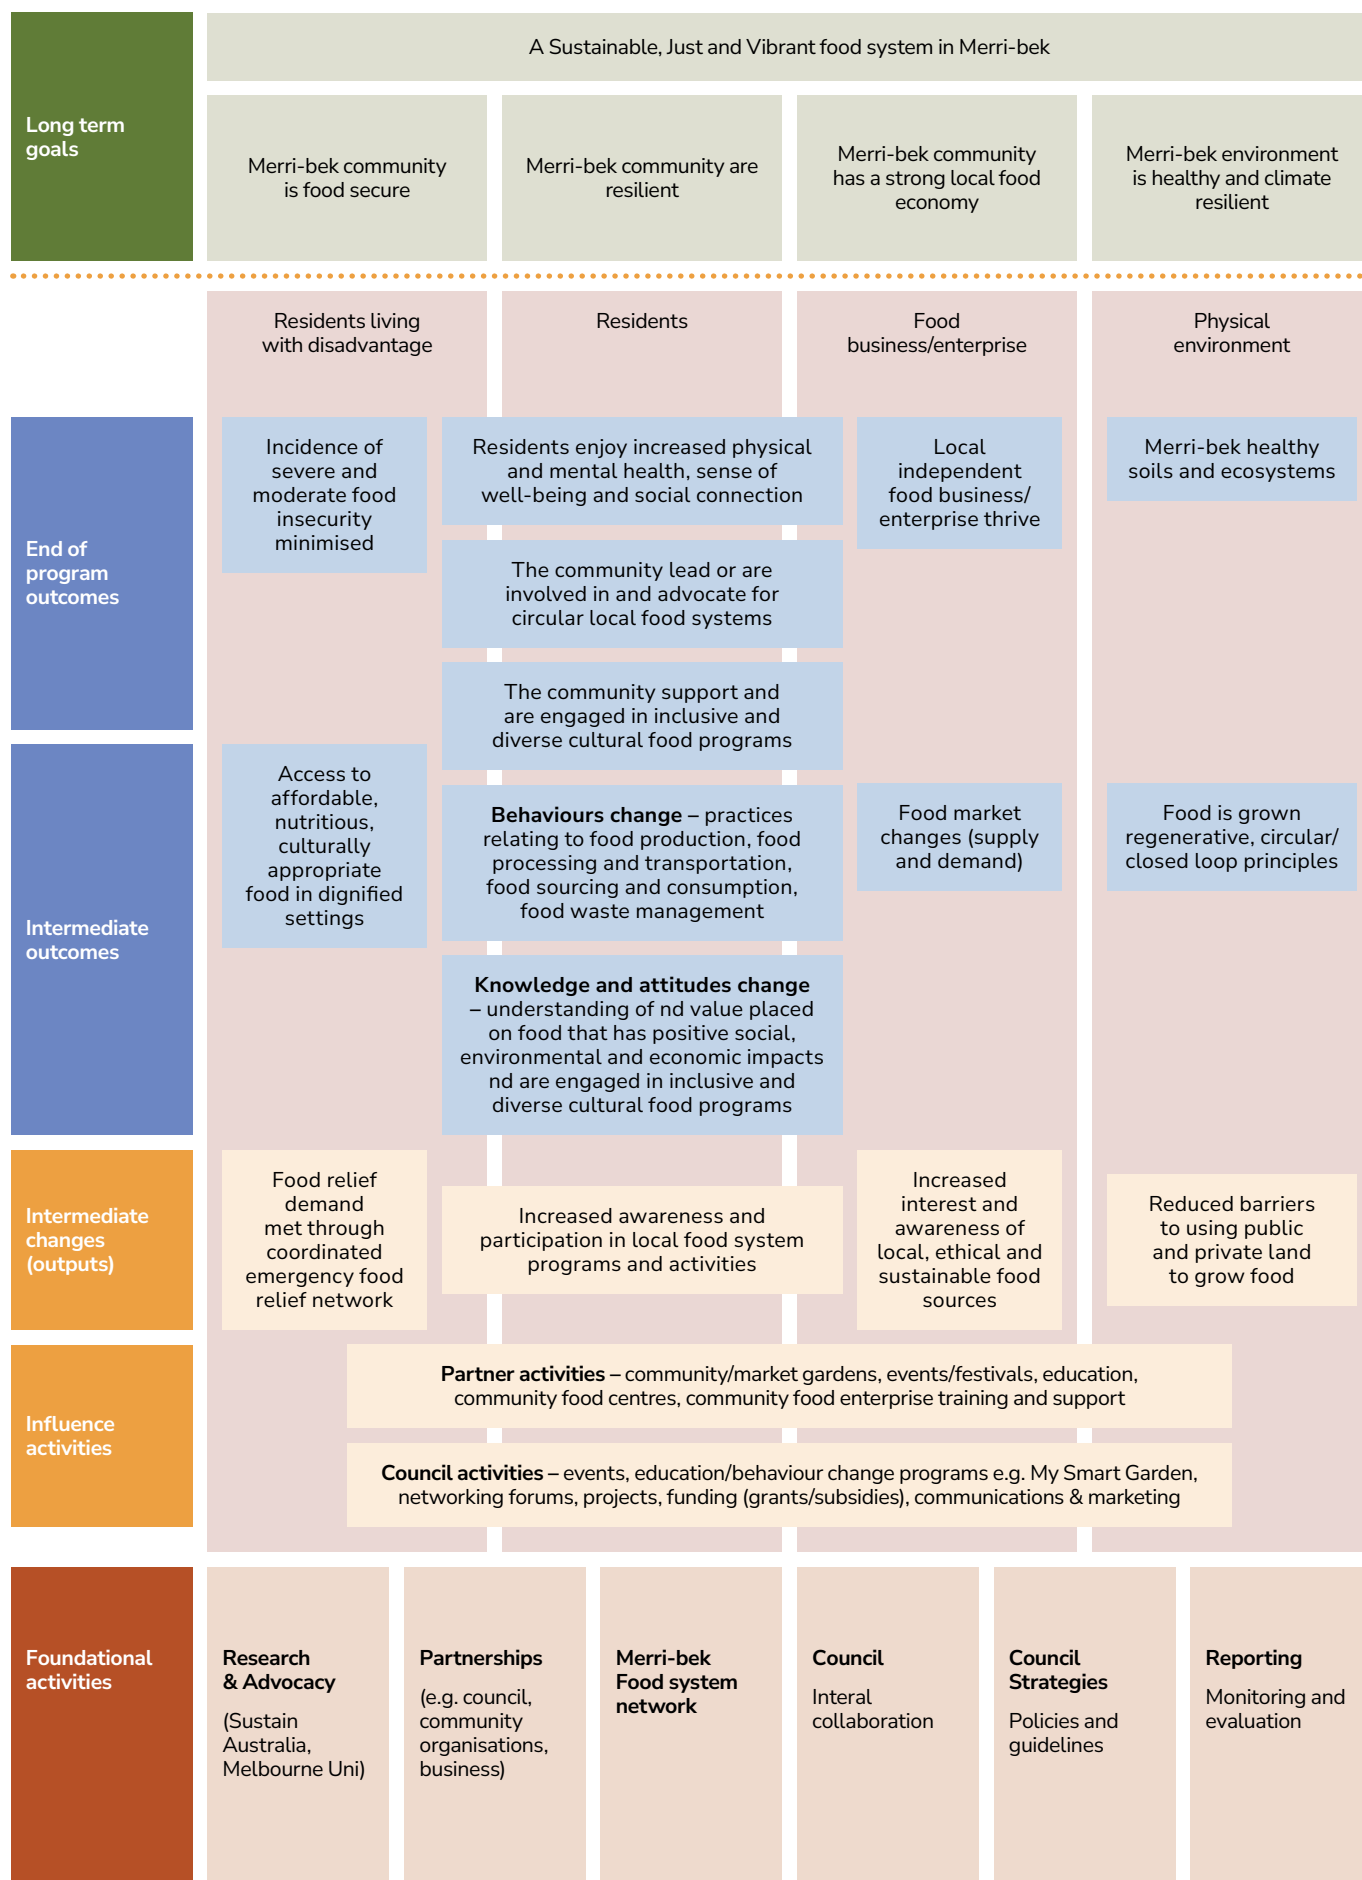 A Sustainable, Just and Vibrant food system in Merri-bek
Long term
goals
Merri-bek community
is food secure
Merri-bek community are
resilient
Merri-bek community
has a strong local food
economy
Merri-bek environment
is healthy and climate
resilient
Residents living
with disadvantage
Residents
Food
business/enterprise
Physical
environment
End of
program
outcomes
Incidence of
severe and
moderate food
insecurity
minimised
Residents enjoy increased physical
and mental health, sense of
well-being and social connection
The community lead or are
involved in and advocate for
circular local food systems
The community support and
are engaged in inclusive and
diverse cultural food programs
Local
independent
food business/
enterprise thrive
Merri-bek healthy
soils and ecosystems
Intermediate
outcomes
Access to
affordable,
nutritious,
culturally
appropriate
food in dignified
settings
Behaviours change – practices
relating to food production, food
processing and transportation,
food sourcing and consumption,
food waste management
Knowledge and attitudes change
– understanding of nd value placed
on food that has positive social,
environmental and economic impacts
nd are engaged in inclusive and
diverse cultural food programs
Food market
changes (supply
and demand)
Food is grown
regenerative, circular/
closed loop principles
Intermediate
changes
(outputs)
Food relief
demand
met through
coordinated
emergency food
relief network
Increased awareness and
participation in local food system
programs and activities
Increased
interest and
awareness of
local, ethical and
sustainable food
sources
Reduced barriers
to using public
and private land
to grow food
Influence
activities
Partner activities – community/market gardens, events/festivals, education,
community food centres, community food enterprise training and support
Council activities – events, education/behaviour change programs e.g. My Smart Garden,
networking forums, projects, funding (grants/subsidies), communications & marketing
Foundational
activities
Research
& Advocacy
(Sustain
Australia,
Melbourne Uni)
Partnerships
(e.g. council,
community
organisations,
business)
Merri-bek
Food system
network
Council
Interal
collaboration
Council
Strategies
Policies and
guidelines
Reporting
Monitoring and
evaluation